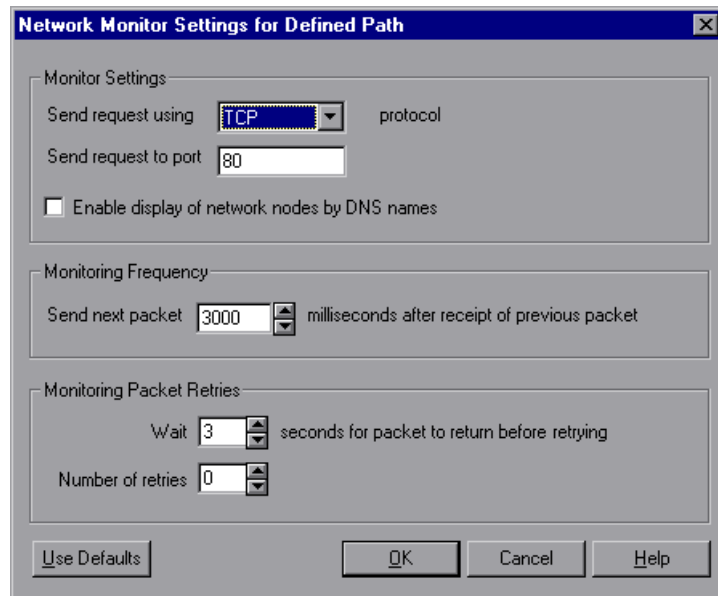 Network Monitor Settings for Defined Path
Monitor Settings
Send request using TCP protocol
Send request to port 80
Enable display of network nodes by DNS names
Monitoring Frequency
Send next packet 3000 milliseconds after receipt of previous packet
Monitoring Packet Retries
Wait 3 seconds for packet to return before retrying
Number of retries 0
Use Defaults OK Cancel Help